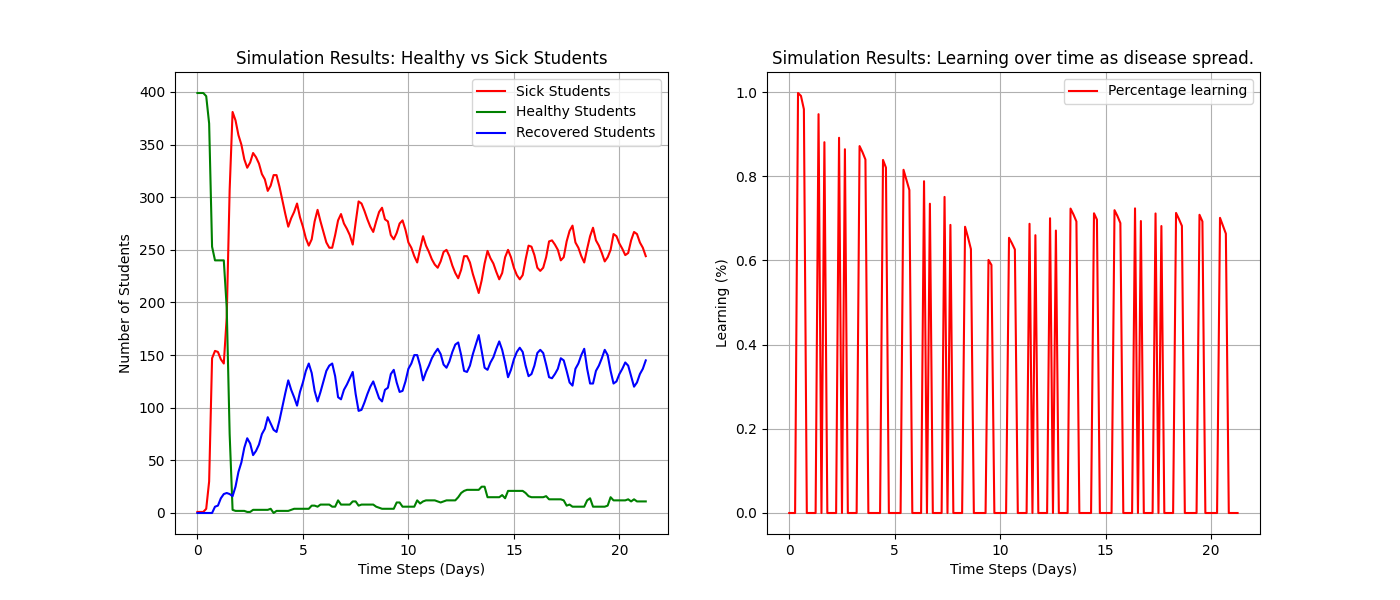 Simulation Results: Healthy vs Sick Students
Sick Students
Healthy Students
Recovered Students
Number of Students
400
350
300
250
200
150
100
50
0
0
5
10
15
20
Time Steps (Days)
Simulation Results: Learning over time as disease spread.
Percentage learning
Learning (%)
1.0
0.8
0.6
0.4
0.2
0.0
0
5
10
15
20
Time Steps (Days)